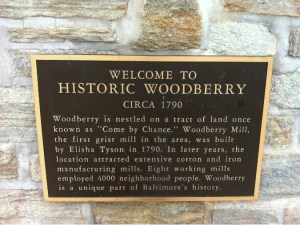 WELCOME TO
HISTORIC WOODBERRY
CIRCA 1790
Woodberry is nestled on a tract of land once
known as "Come by Chance." Woodberry Mill,
the first grist mill in the area, was built
by Elisha Tyson in 1790. In later years, the
location attracted extensive cotton and iron
manufacturing mills. Eight working mills
employed 4000 neighborhood people. Woodberry
is a unique part of Baltimore's history.